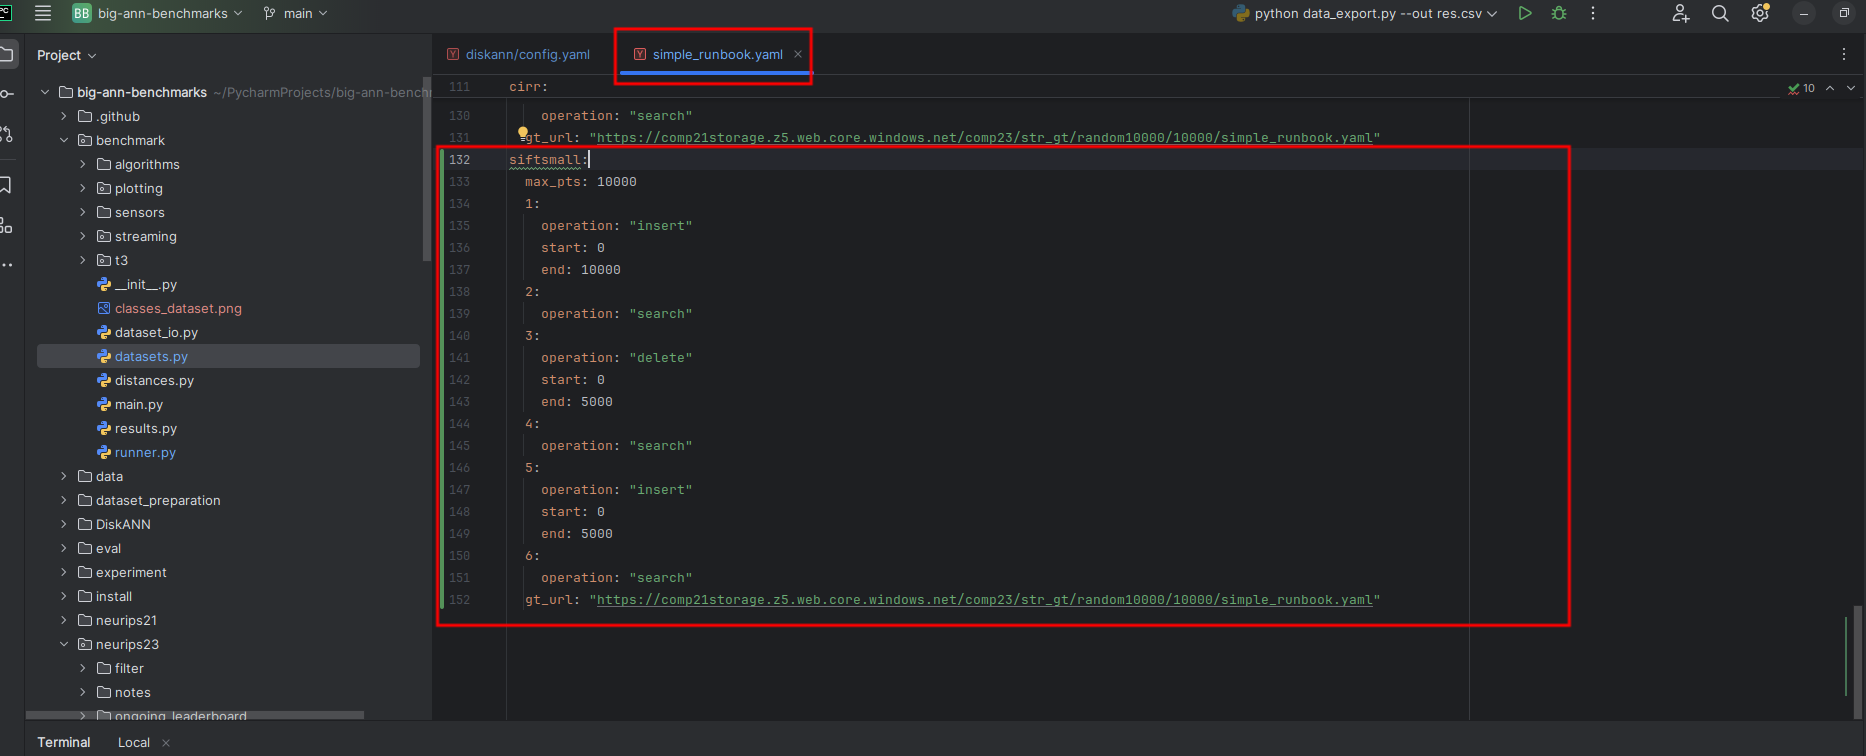 PC
BB big-ann-benchmarks
main
python data_export.py --out res.csv
Project
big-ann-benchmarks ~/PycharmProjects/big-ann-bench
.github
benchmark
algorithms
plotting
sensors
streaming
t3
__init__.py
classes_dataset.png
dataset_io.py
datasets.py
distances.py
main.py
results.py
runner.py
data
dataset_preparation
DiskANN
eval
experiment
install
neurips21
neurips23
filter
notes
ongoing_leaderboard
diskann/config.yaml
simple_runbook.yaml
10
111 cirr:
130 operation: "search"
131 gt_url: "https://comp21storage.z5.web.core.windows.net/comp23/str_gt/random10000/10000/simple_runbook.yaml"
132 siftsmall:
133 max_pts: 10000
134 1:
135 operation: "insert"
136 start: 0
137 end: 10000
138 2:
139 operation: "search"
140 3:
141 operation: "delete"
142 start: 0
143 end: 5000
144 4:
145 operation: "search"
146 5:
147 operation: "insert"
148 start: 0
149 end: 5000
150 6:
151 operation: "search"
152 gt_url: "https://comp21storage.z5.web.core.windows.net/comp23/str_gt/random10000/10000/simple_runbook.yaml"
Terminal
Local